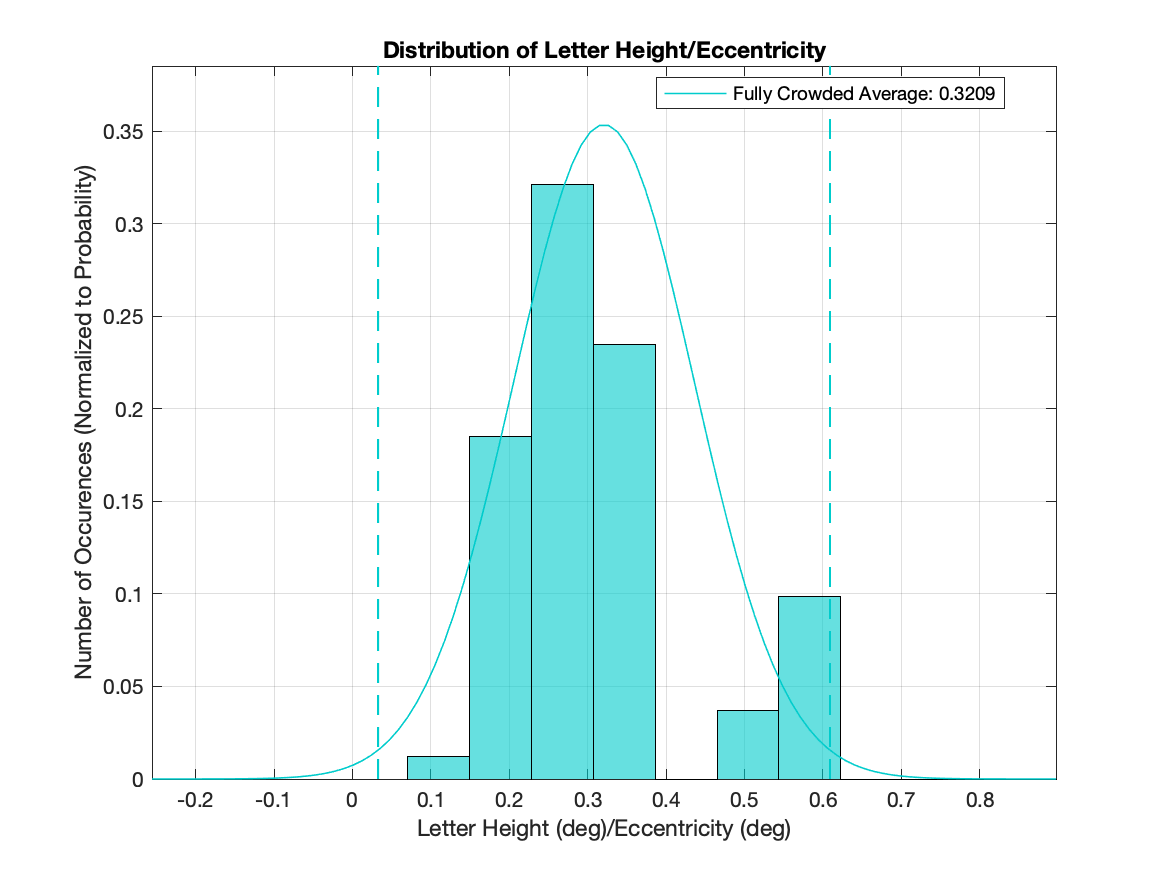 Distribution of Letter Height/Eccentricity
Fully Crowded Average: 0.3209
Number of Occurences (Normalized to Probability)
0.35
0.3
0.25
0.2
0.15
0.1
0.05
0
-0.2 -0.1 0 0.1 0.2 0.3 0.4 0.5 0.6 0.7 0.8
Letter Height (deg)/Eccentricity (deg)